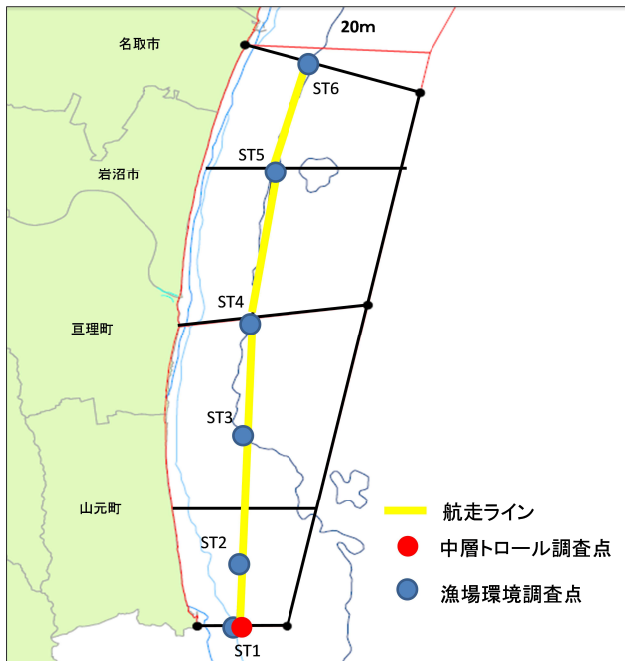 20m
名取市
ST6
ST5
岩沼市
ST4
亘理町
ST3
山元町
航走ライン
ST2
中層トロール調査点
漁場環境調査点
ST1